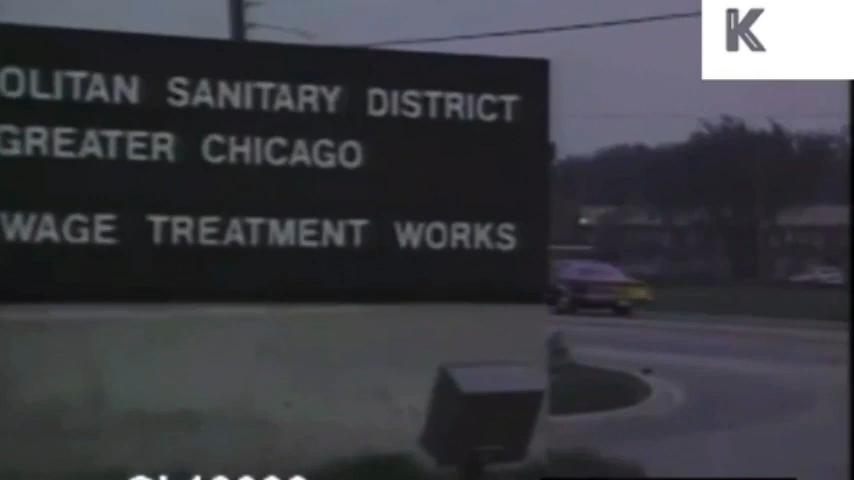 K
OLITAN SANITARY DISTRICT
GREATER CHICAGO
WAGE TREATMENT WORKS